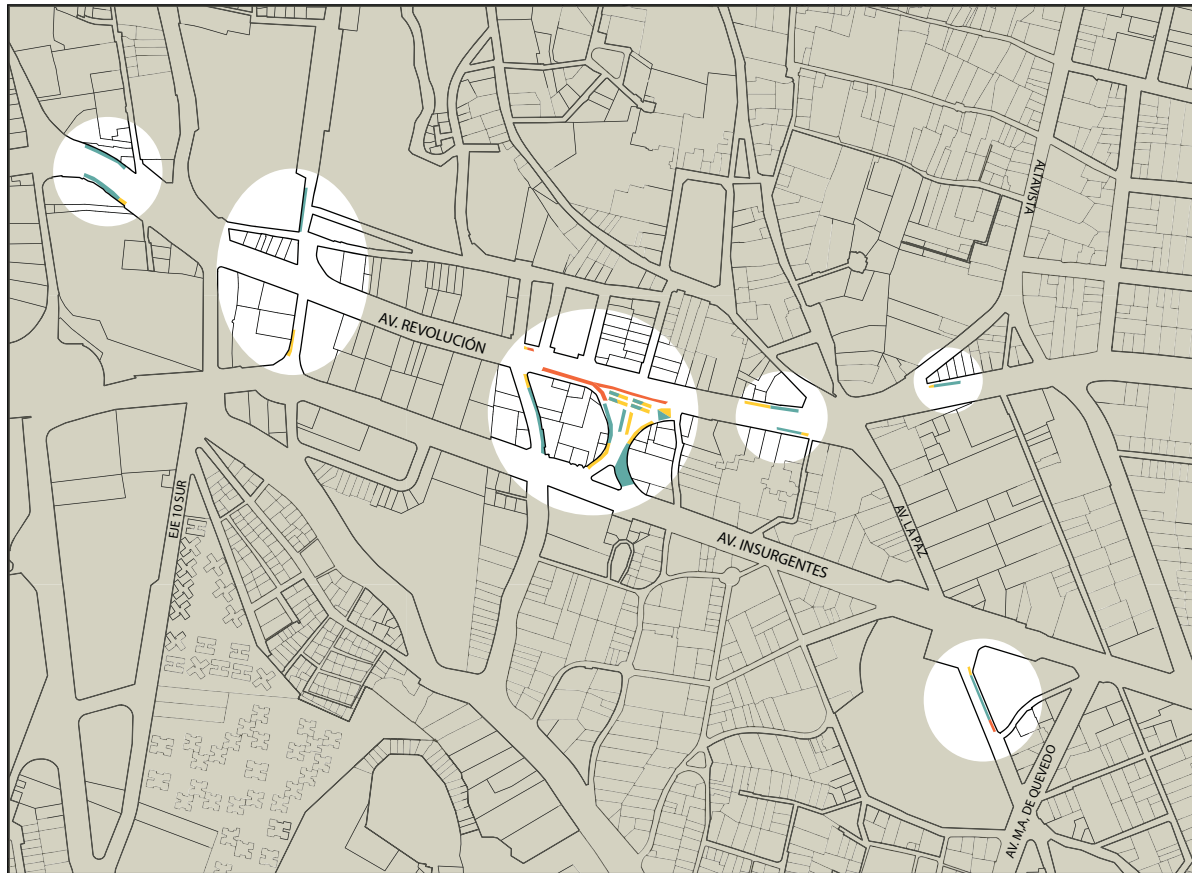 ALTAVISTA
AV. REVOLUCIÓN
EJE 10 SUR
AV. LA PAZ
AV. INSURGENTES
AV. M.A. DE QUEVEDO